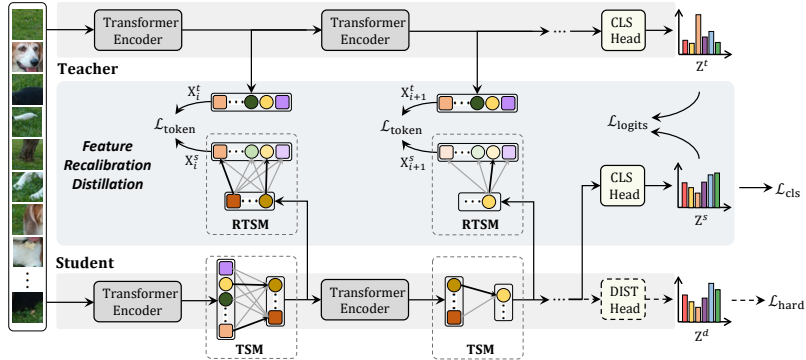 Transformer
Encoder
Transformer
Encoder
...
CLS
Head
Z^t
Teacher
X_i^t
X_{i+1}^t
Feature
Recalibration
Distillation
L_token
L_token
L_logits
X_i^s
X_{i+1}^s
CLS
Head
L_cls
Z^s
RTSM
RTSM
Student
Transformer
Encoder
Transformer
Encoder
...
DIST
Head
L_hard
Z^d
TSM
TSM